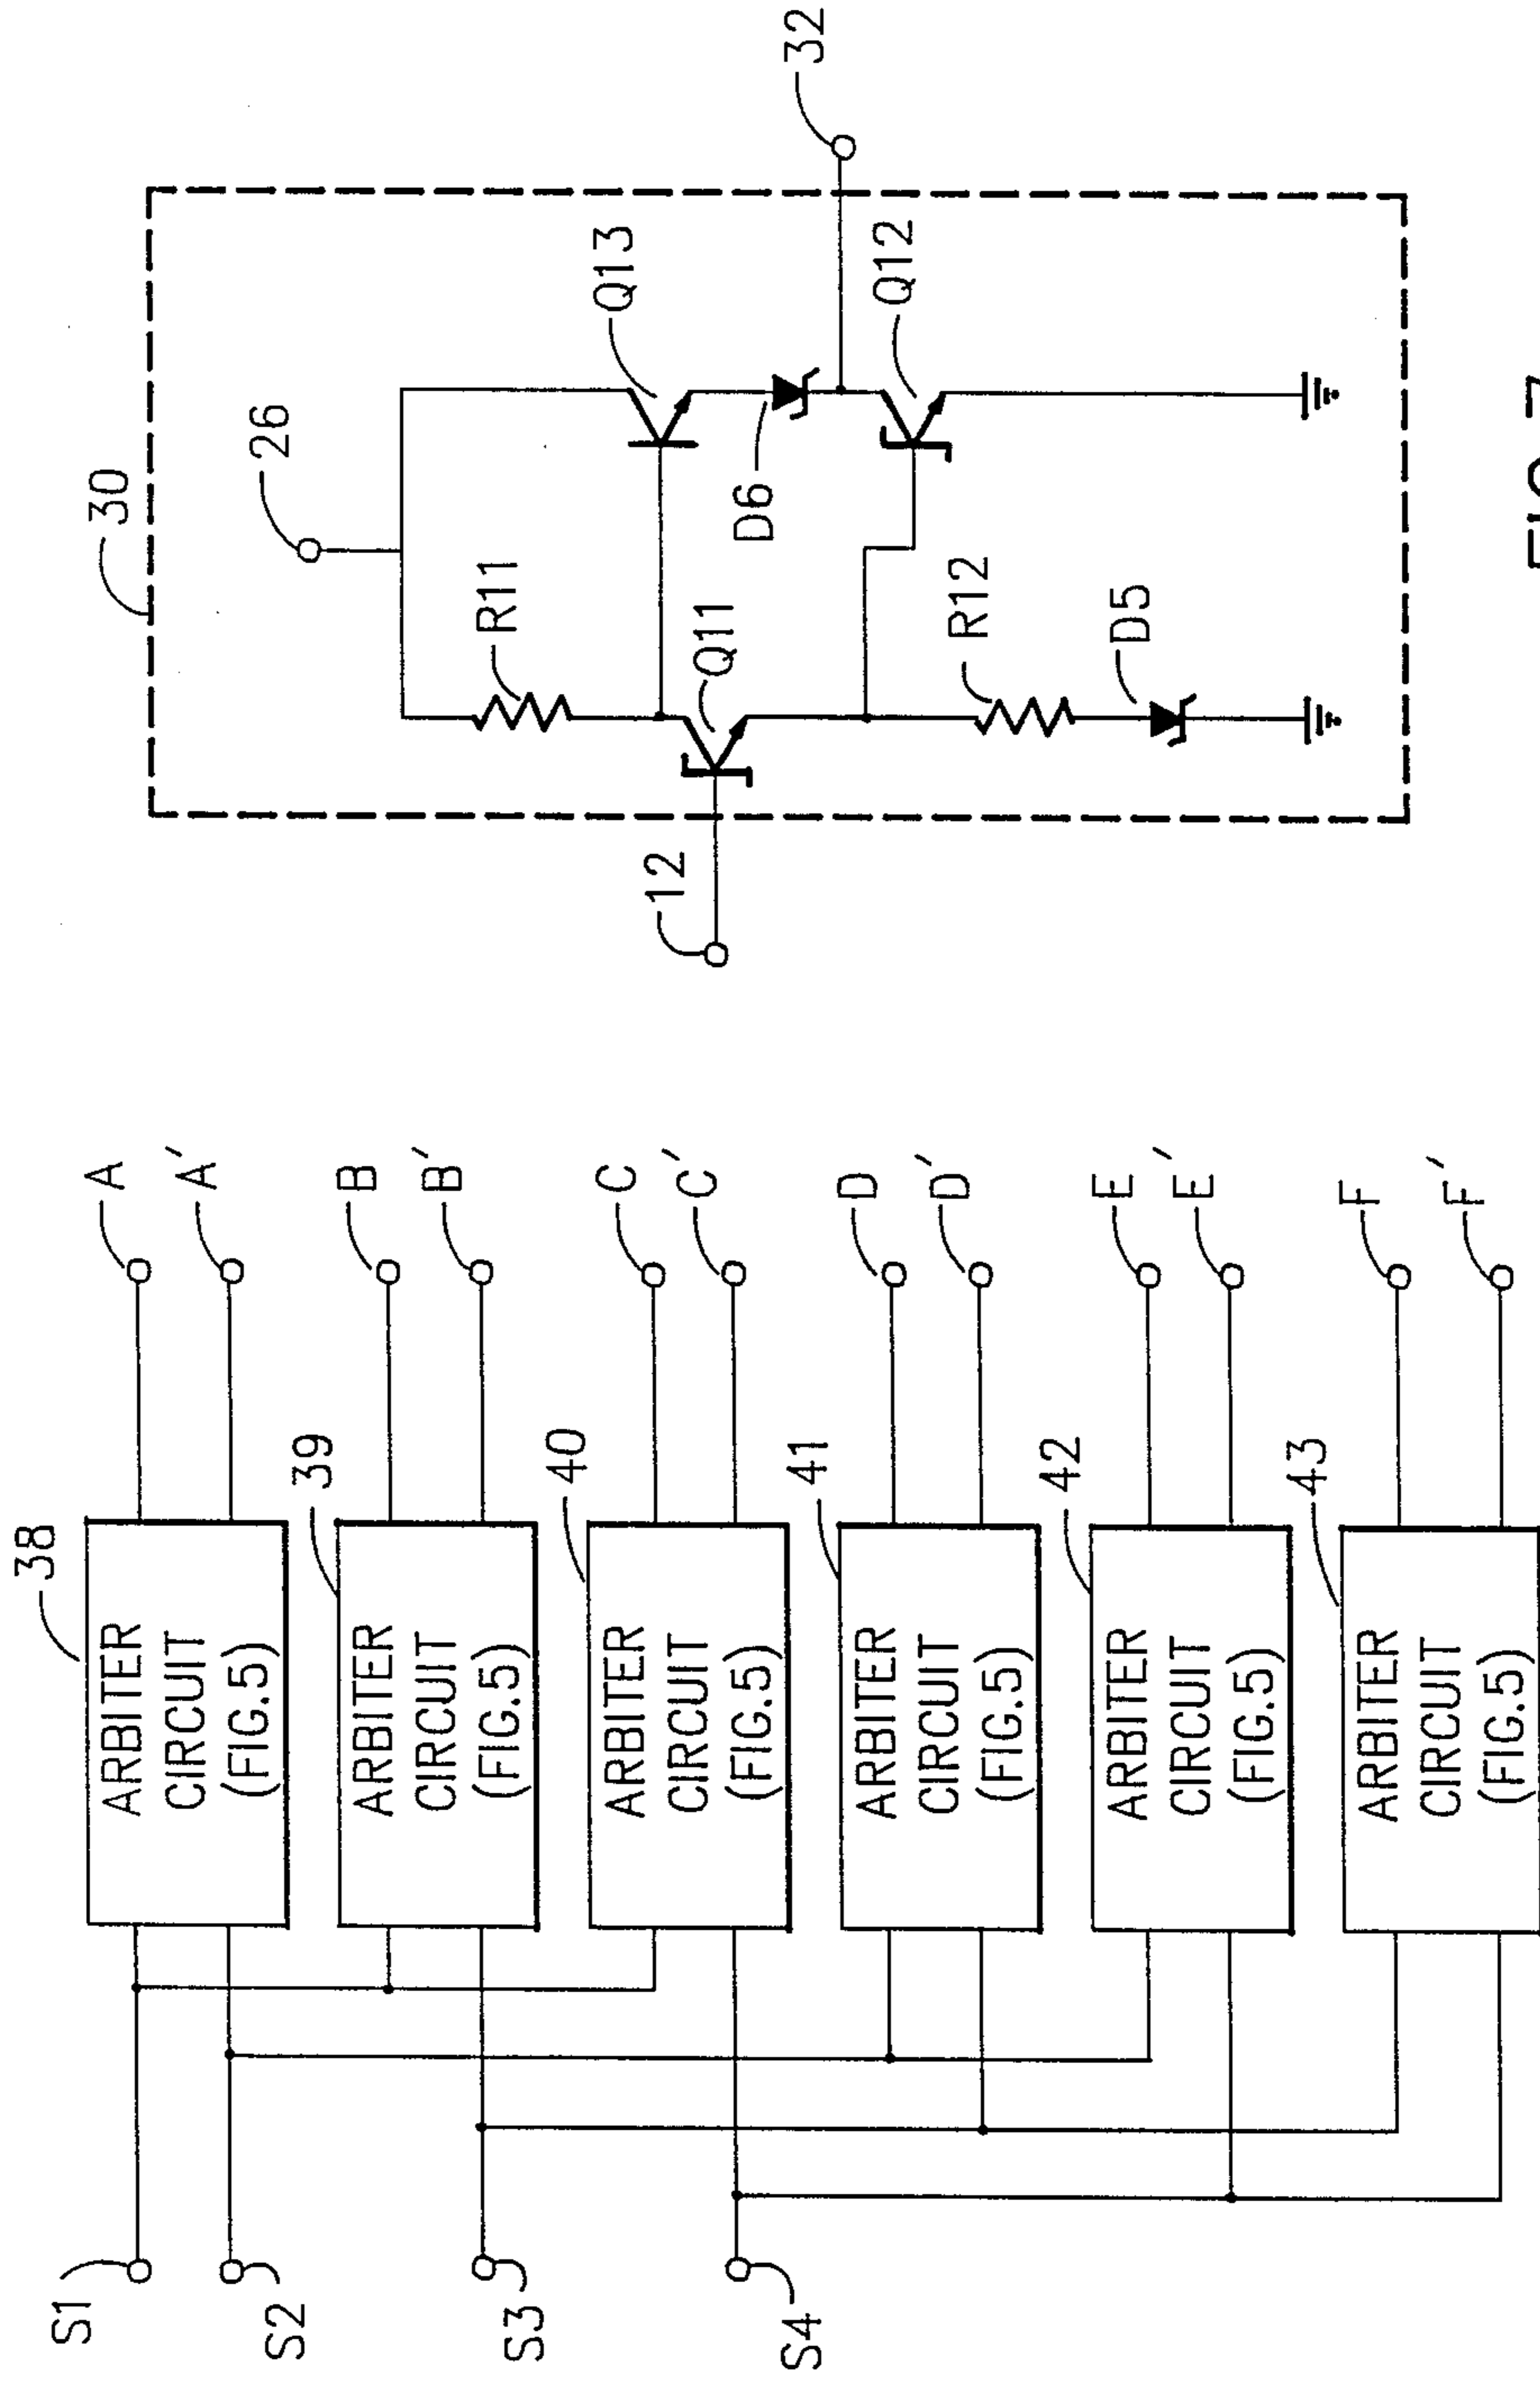 S1
S2
S3
S4
38
ARBITER
CIRCUIT
(FIG.5)
A
A'
39
ARBITER
CIRCUIT
(FIG.5)
B
B'
40
ARBITER
CIRCUIT
(FIG.5)
C
C'
41
ARBITER
CIRCUIT
(FIG.5)
D
D'
42
ARBITER
CIRCUIT
(FIG.5)
E
E'
43
ARBITER
CIRCUIT
(FIG.5)
F
F'
30
26
R11
Q13
12
Q11
D6
32
Q12
R12
D5